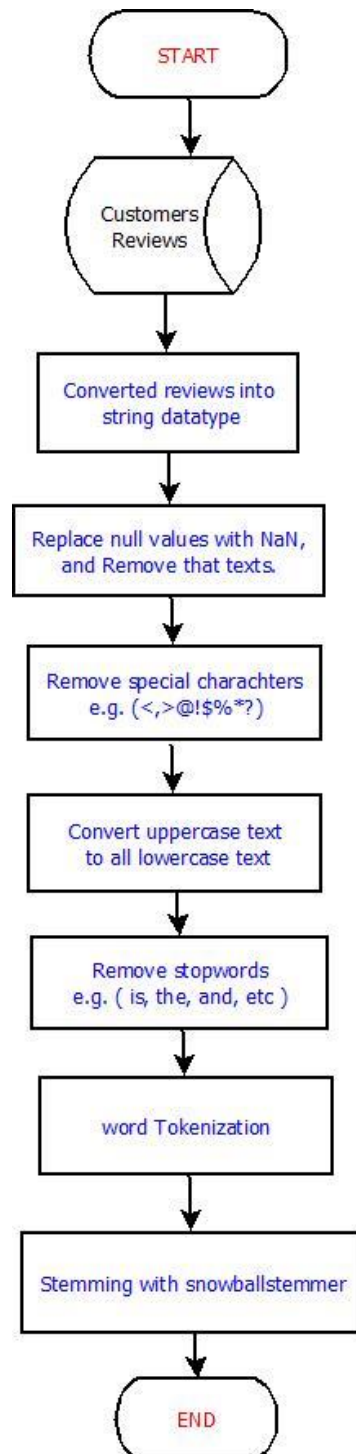 START
Customers
Reviews
Converted reviews into
string datatype
Replace null values with NaN,
and Remove that texts.
Remove special charachters
e.g. (<,>@!$%*?)
Convert uppercase text
to all lowercase text
Remove stopwords
e.g. ( is, the, and, etc )
word Tokenization
Stemming with snowballstemmer
END